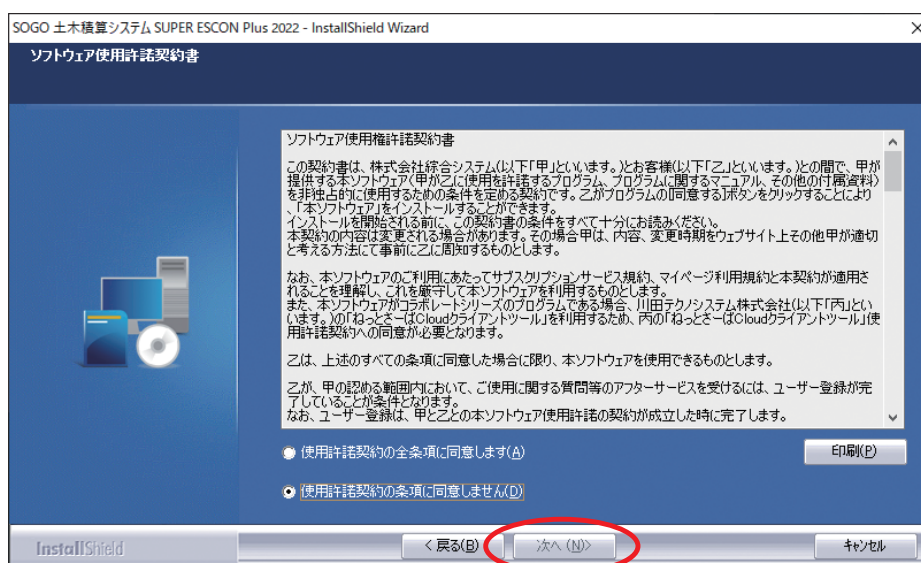 SOGO 土木積算システム SUPER ESCON Plus 2022 - InstallShield Wizard
ソフトウェア使用許諾契約書
ソフトウェア使用権許諾契約書
この契約書は、株式会社綜合システム(以下「甲」といいます。)とお客様(以下「乙」といいます。)との間で、甲が
提供する本ソフトウェア(甲が乙に使用を許諾するプログラム、プログラムに関するマニュアル、その他の付属資料)
を非独占的に使用するための条件を定める契約です。乙がプログラムの[同意する]ボタンをクリックすることにより
、「本ソフトウェア」をインストールすることができます。
インストールを開始される前に、この契約書の条件をすべて十分にお読みください。
本契約の内容は変更される場合があります。その場合甲は、内容、変更時期をウェブサイト上その他甲が適切
と考える方法にて事前に乙に周知するものとします。
なお、本ソフトウェアのご利用にあたってサブスクリプションサービス規約、マイページ利用規約と本契約が適用さ
れることを理解し、これを厳守して本ソフトウェアを利用するものとします。
また、本ソフトウェアがコラボレートシリーズのプログラムである場合、川田テクノシステム株式会社(以下「丙」とい
います。)の「ねっとさーばCloudクライアントツール」を利用するため、丙の「ねっとさーばCloudクライアントツール」使
用許諾契約への同意が必要となります。
乙は、上述のすべての条項に同意した場合に限り、本ソフトウェアを使用できるものとします。
乙が、甲の認める範囲内において、ご使用に関する質問等のアフターサービスを受けるには、ユーザー登録が完
了していることが条件となります。
なお、ユーザー登録は、甲と乙との本ソフトウェア使用許諾の契約が成立した時に完了します。
使用許諾契約の全条項に同意します(A)
印刷(P)
使用許諾契約の条項に同意しません(D)
InstallShield
< 戻る(B)
次へ (N)>
キャンセル